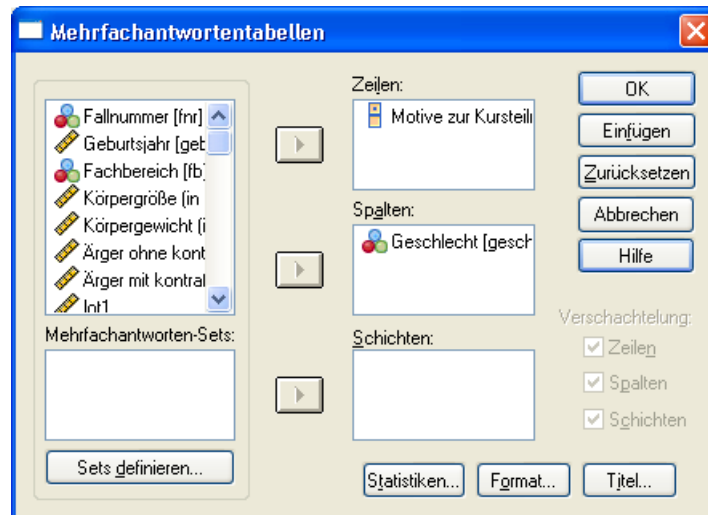 Mehrfachantwortentabellen
Fallnummer [fnr]
Geburtsjahr [geb
Fachbereich [fb]
Körpergröße (in
Körpergewicht (i
Ärger ohne kont
Ärger mit kontral
Int1
Mehrfachantworten-Sets:
Sets definieren...
Zeilen:
Motive zur Kursteiln
Spalten:
Geschlecht [gesch
Schichten:
OK
Einfügen
Zurücksetzen
Abbrechen
Hilfe
Verschachtelung:
Zeilen
Spalten
Schichten
Statistiken...
Format...
Titel...